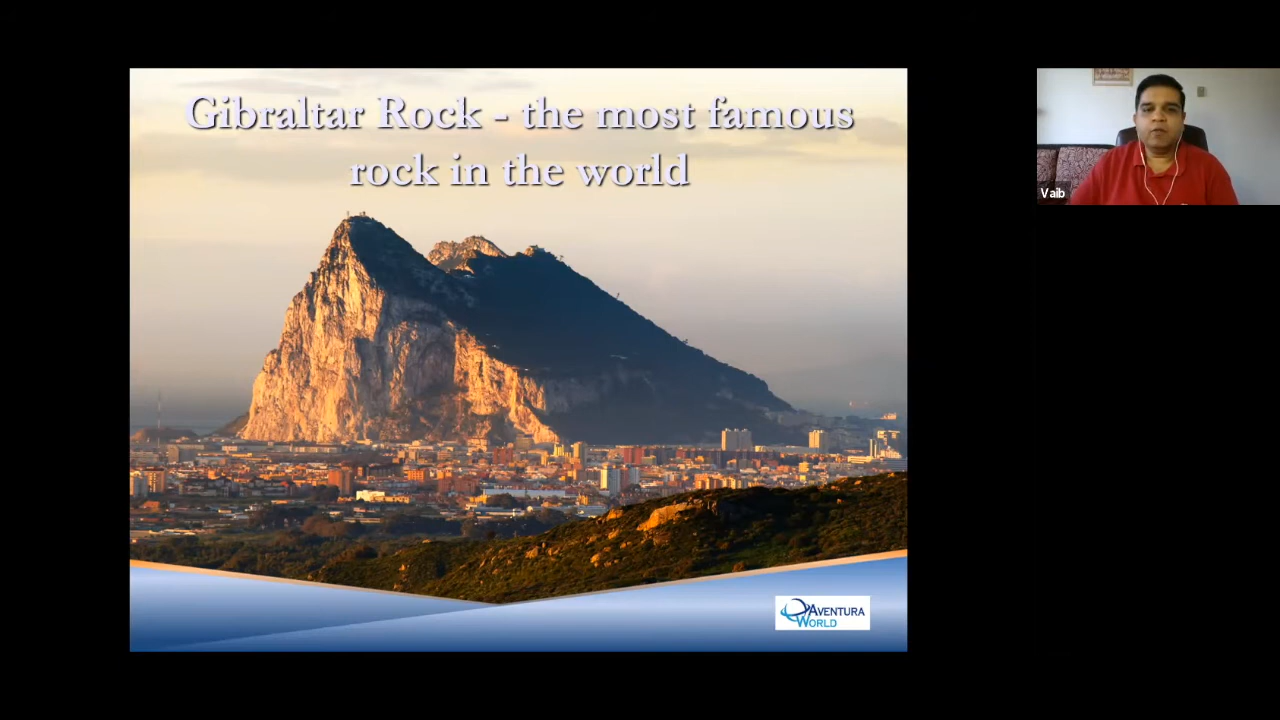 Gibraltar Rock - the most famous
rock in the world
Vaib
AVENTURA
WORLD